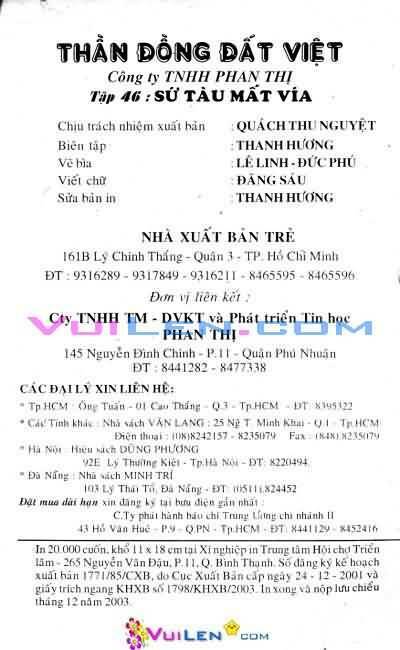 THẦN ĐỒNG ĐẤT VIỆT
Công ty TNHH PHAN THỊ
Tập 46 : SỨ TÀU MẤT VÍA
Chịu trách nhiệm xuất bản : QUÁCH THU NGUYỆT
Biên tập : THANH HƯƠNG
Vẽ bìa : LÊ LINH - ĐỨC PHÚ
Viết chữ : ĐĂNG SÁU
Sửa bản in : THANH HƯƠNG
NHÀ XUẤT BẢN TRẺ
161B Lý Chính Thắng - Quận 3 - TP. Hồ Chí Minh
ĐT : 9316289 - 9317849 - 9316211 - 8465595 - 8465596
Đơn vị liên kết :
Cty TNHH TM - DVKT và Phát triển Tin học
VUILEN.COM
PHAN THỊ
145 Nguyễn Đình Chính - P.11 - Quận Phú Nhuận
ĐT : 8441282 - 8477338
CÁC ĐẠI LÝ XIN LIÊN HỆ:
* Tp.HCM : Ông Tuấn - 01 Cao Thắng - Q.3 - Tp.HCM - ĐT: 8395322
* Các Tỉnh khác : Nhà sách VĂN LANG : 25 Ng T Minh Khai - Q.1 - Tp.HCM
Điện thoại : (08)8242157 - 8235079 Fax : (848).8235079
* Hà Nội : Hiệu sách DŨNG PHƯƠNG
92E Lý Thường Kiệt - Tp.Hà Nội - ĐT: 8220494.
* Đà Nẵng : Nhà sách MINH TRÍ
103 Lý Thái Tổ, Đà Nẵng - ĐT: (0511).824452
Đặt mua dài hạn xin đăng ký tại bưu điện gần nhất :
C.Ty phát hành báo chí Trung Ương chi nhánh II
43 Hồ Văn Huê - P.9 - Q.PN - Tp.HCM - ĐT: 8441129 - 8452416
In 20.000 cuốn, khổ 11 x 18 cm tại Xí nghiệp in Trung tâm Hội chợ Triển
lãm - 265 Nguyễn Văn Đậu, P.11, Q. Bình Thạnh. Số đăng ký kế hoạch
xuất bản 1771/85/CXB, do Cục Xuất Bản cấp ngày 24 - 12 - 2001 và
giấy trích ngang KHXB số 1798/KHXB/2003. In xong và nộp lưu chiểu
tháng 12 năm 2003.
VUILEN.COM